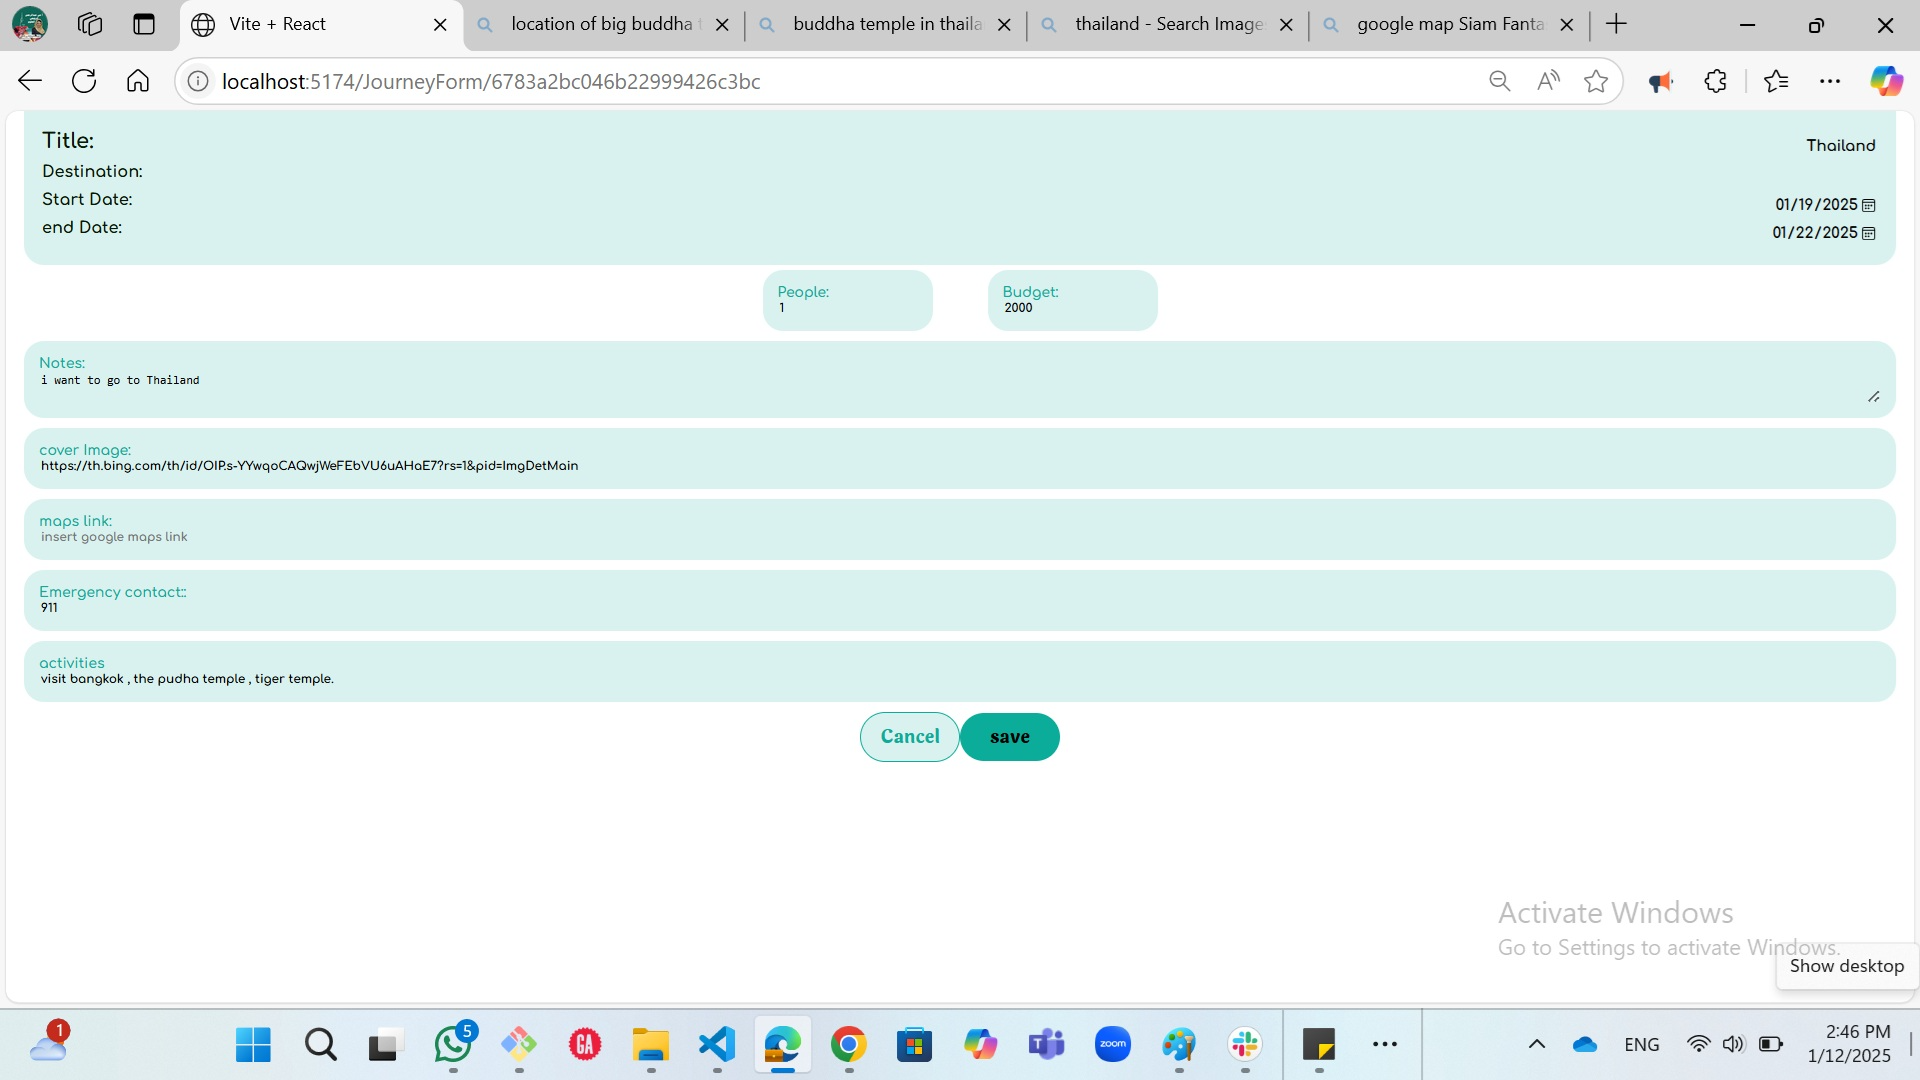 Vite + React
location of big buddha t
buddha temple in thaila
thailand - Search Image
google map Siam Fanta
localhost:5174/JourneyForm/6783a2bc046b22999426c3bc
Title:
Thailand
Destination:
Start Date:
01/19/2025
end Date:
01/22/2025
People:
1
Budget:
2000
Notes:
i want to go to Thailand
cover Image:
https://th.bing.com/th/id/OIP.s-YYwqoCAQwjWeFEbVU6uAHaE7?rs=1&pid=ImgDetMain
maps link:
insert google maps link
Emergency contact::
911
activities
visit bangkok , the pudha temple , tiger temple.
Cancel
save
Activate Windows
Go to Settings to activate Windows.
Show desktop
1
5
GA
zoom
ENG
2:46 PM
1/12/2025